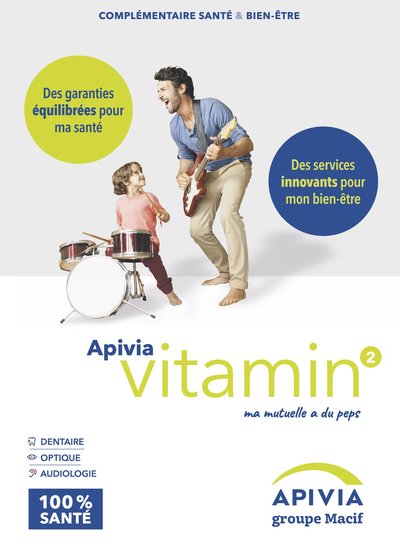 COMPLÉMENTAIRE SANTÉ & BIEN-ÊTRE
Des garanties
équilibrées pour
ma santé
Des services
innovants pour
mon bien-être
Apivia
vitamin 2
ma mutuelle a du peps
DENTAIRE
OPTIQUE
AUDIOLOGIE
100 %
SANTÉ
APIVIA
groupe Macif